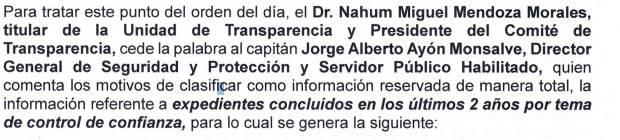 Para tratar este punto del orden del día, el Dr. Nahum Miguel Mendoza Morales,
titular de la Unidad de Transparencia y Presidente del Comité de
Transparencia, cede la palabra al capitán Jorge Alberto Ayón Monsalve, Director
General de Seguridad y Protección y Servidor Público Habilitado, quien
comenta los motivos de clasificar como información reservada de manera total, la
información referente a expedientes concluidos en los últimos 2 años por tema
de control de confianza, para lo cual se genera la siguiente: